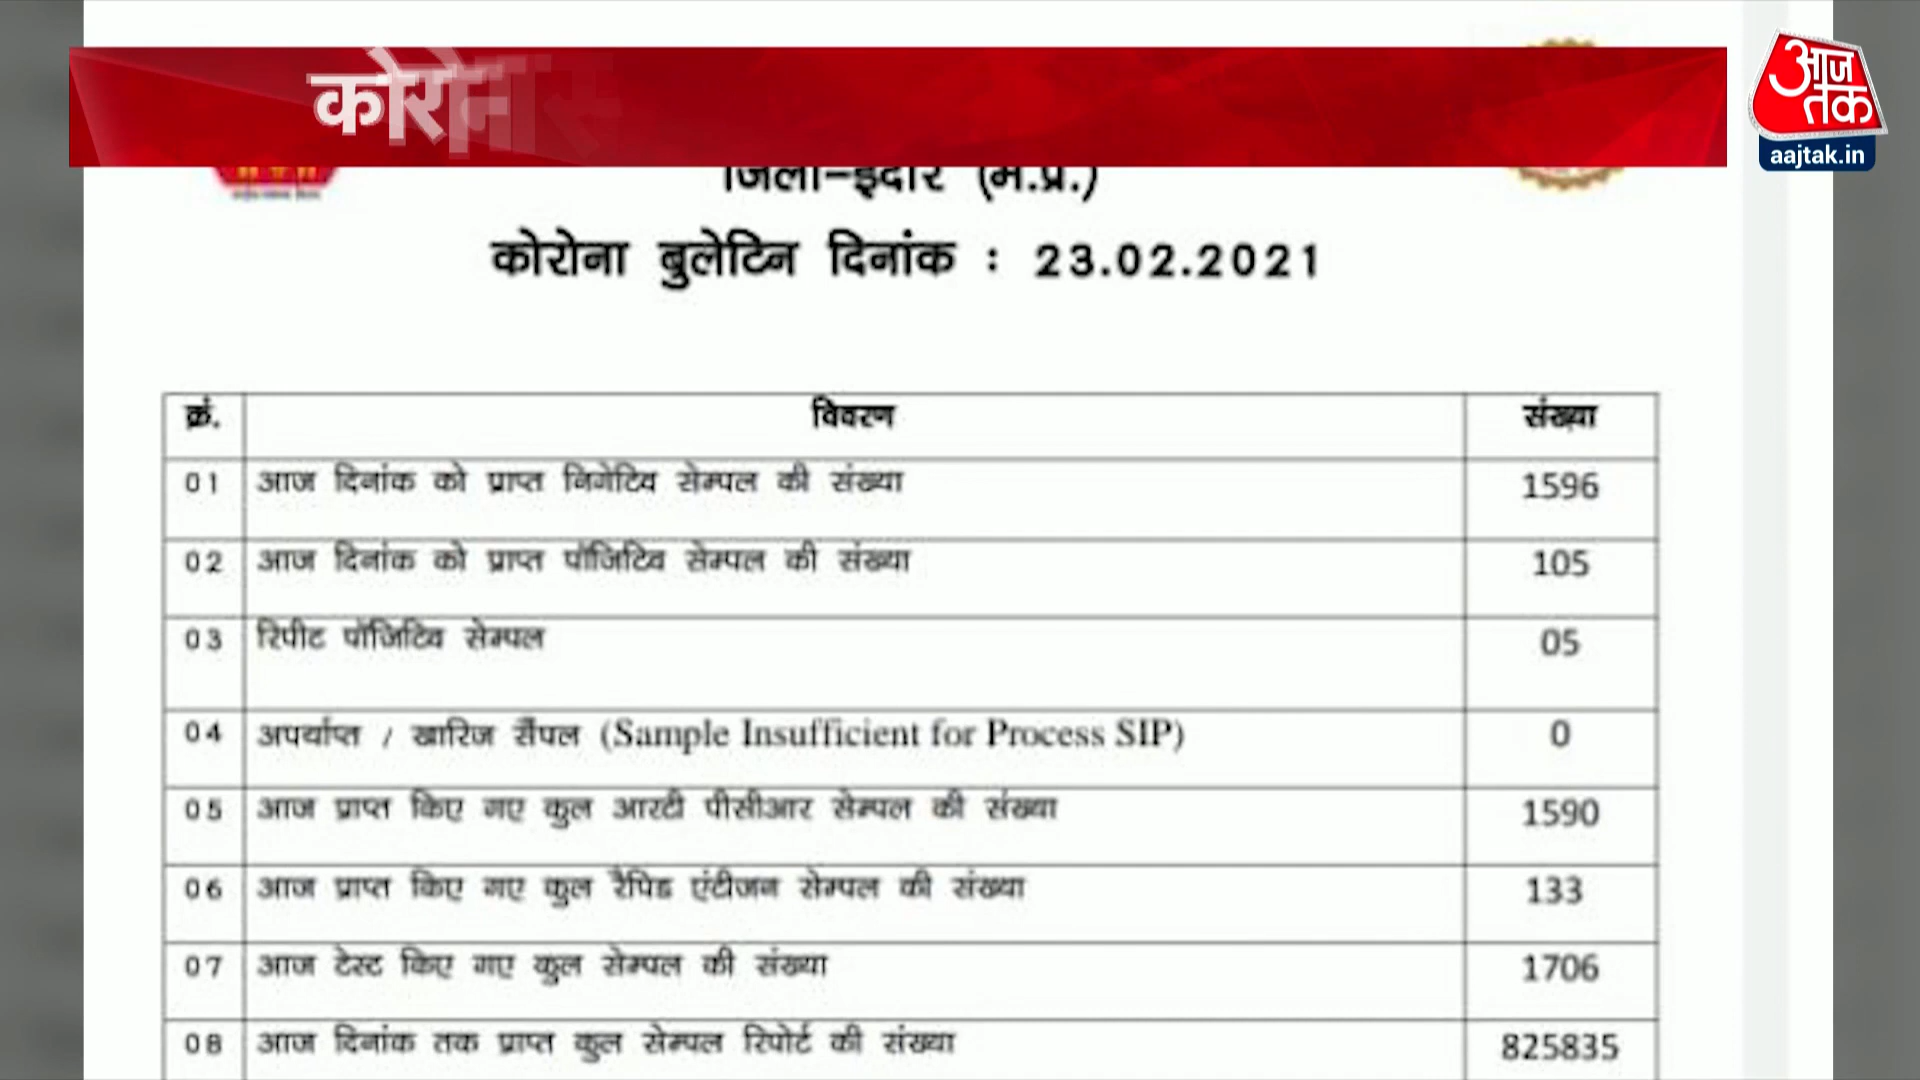 आज
तक
aajtak.in
जिला–इंदौर (म.प्र.)
कोरोना बुलेटिन दिनांक : 23.02.2021
क्रं. विवरण संख्या
01 आज दिनांक को प्राप्त निगेटिव सेम्पल की संख्या 1596
02 आज दिनांक को प्राप्त पॉजिटिव सेम्पल की संख्या 105
03 रिपीट पॉजिटिव सेम्पल 05
04 अपर्याप्त / खारिज सैंपल (Sample Insufficient for Process SIP) 0
05 आज प्राप्त किए गए कुल आरटी पीसीआर सेम्पल की संख्या 1590
06 आज प्राप्त किए गए कुल रैपिड एंटीजन सेम्पल की संख्या 133
07 आज टेस्ट किए गए कुल सेम्पल की संख्या 1706
08 आज दिनांक तक प्राप्त कुल सेम्पल रिपोर्ट की संख्या 825835